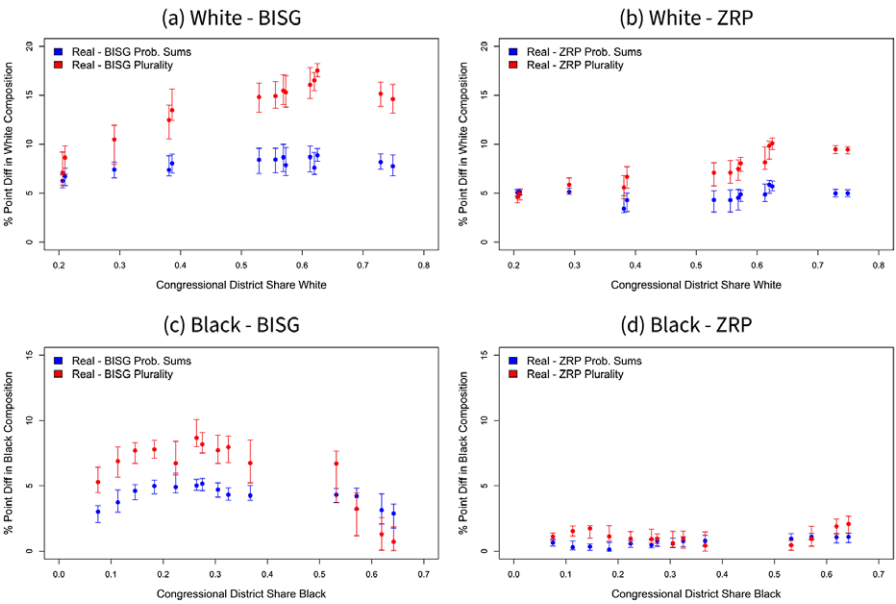 (a) White - BISG
Real - BISG Prob. Sums
Real - BISG Plurality
% Point Diff in White Composition
20
15
10
5
0
0.2 0.3 0.4 0.5 0.6 0.7 0.8
Congressional District Share White
(b) White - ZRP
Real - ZRP Prob. Sums
Real - ZRP Plurality
% Point Diff in White Composition
20
15
10
5
0
0.2 0.3 0.4 0.5 0.6 0.7 0.8
Congressional District Share White
(c) Black - BISG
Real - BISG Prob. Sums
Real - BISG Plurality
% Point Diff in Black Composition
15
10
5
0
0.0 0.1 0.2 0.3 0.4 0.5 0.6 0.7
Congressional District Share Black
(d) Black - ZRP
Real - ZRP Prob. Sums
Real - ZRP Plurality
% Point Diff in Black Composition
15
10
5
0
0.0 0.1 0.2 0.3 0.4 0.5 0.6 0.7
Congressional District Share Black